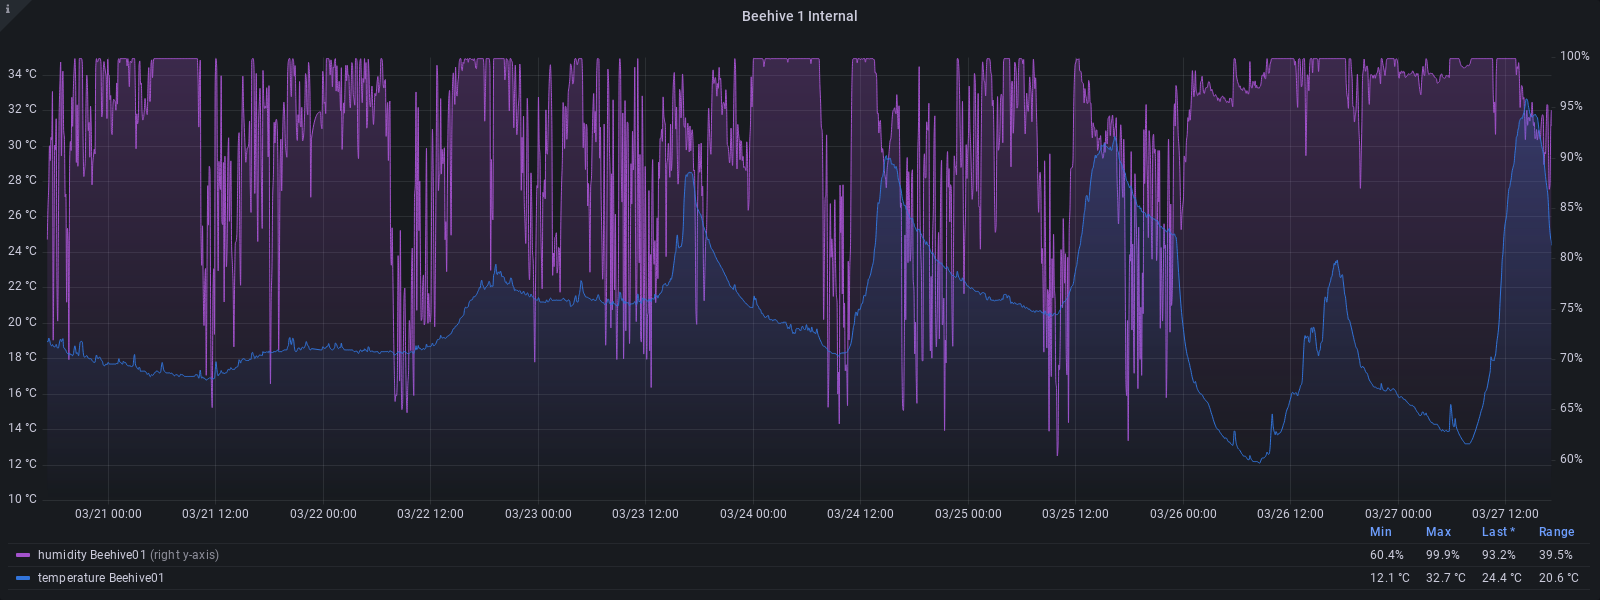 i
Beehive 1 Internal
34 °C
32 °C
30 °C
28 °C
26 °C
24 °C
22 °C
20 °C
18 °C
16 °C
14 °C
12 °C
10 °C
100%
95%
90%
85%
80%
75%
70%
65%
60%
03/21 00:00 03/21 12:00 03/22 00:00 03/22 12:00 03/23 00:00 03/23 12:00 03/24 00:00 03/24 12:00 03/25 00:00 03/25 12:00 03/26 00:00 03/26 12:00 03/27 00:00 03/27 12:00
Min Max Last * Range
humidity Beehive01 (right y-axis) 60.4% 99.9% 93.2% 39.5%
temperature Beehive01 12.1 °C 32.7 °C 24.4 °C 20.6 °C